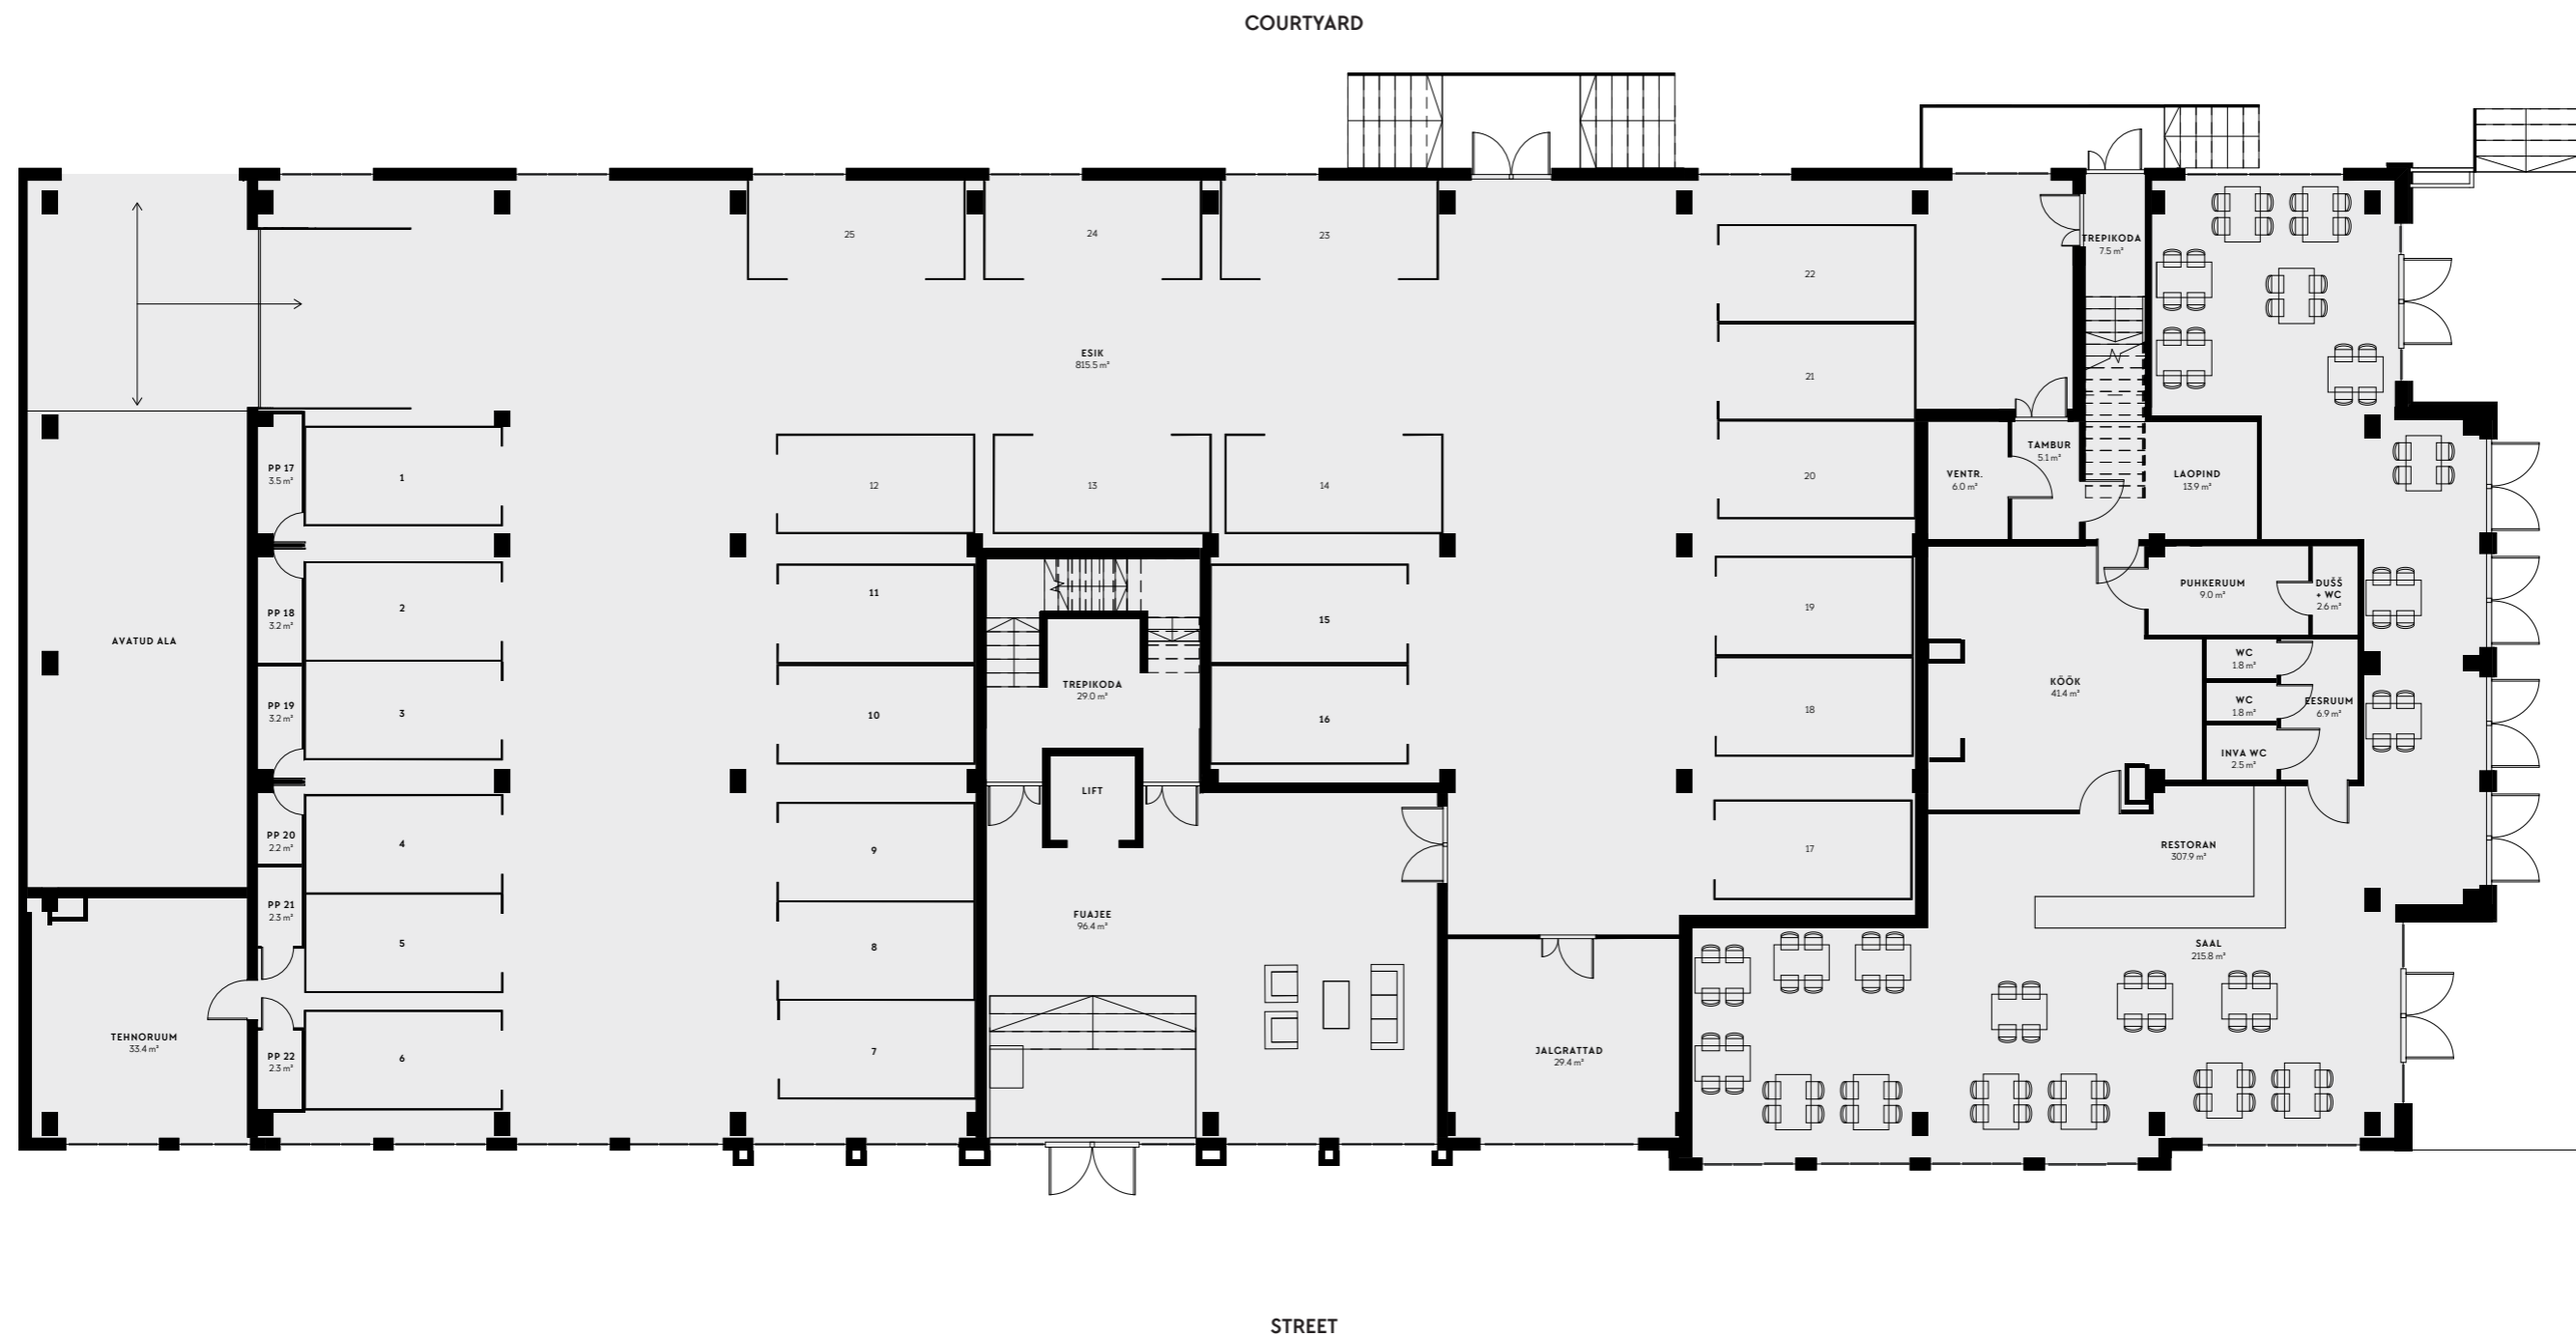 COURTYARD
25
24
23
22
TREPIKODA
7.5 m²
ESIK
815.5 m²
21
PP 17
3.5 m²
1
12
13
14
20
VENTR.
6.0 m²
TAMBUR
5.1 m²
LAOPIND
13.9 m²
PP 18
3.2 m²
2
11
15
19
PUHKERUUM
9.0 m²
DUŠŠ
+ WC
2.6 m²
AVATUD ALA
PP 19
3.2 m²
3
10
TREPIKODA
29.0 m²
16
18
KÖÖK
41.4 m²
WC
1.8 m²
WC
1.8 m²
EESRUUM
6.9 m²
INVA WC
2.5 m²
LIFT
PP 20
2.2 m²
4
9
17
RESTORAN
307.9 m²
PP 21
2.3 m²
5
8
FUAJEE
96.4 m²
SAAL
215.8 m²
TEHNORUUM
33.4 m²
PP 22
2.3 m²
6
7
JALGRATTAD
29.4 m²
STREET